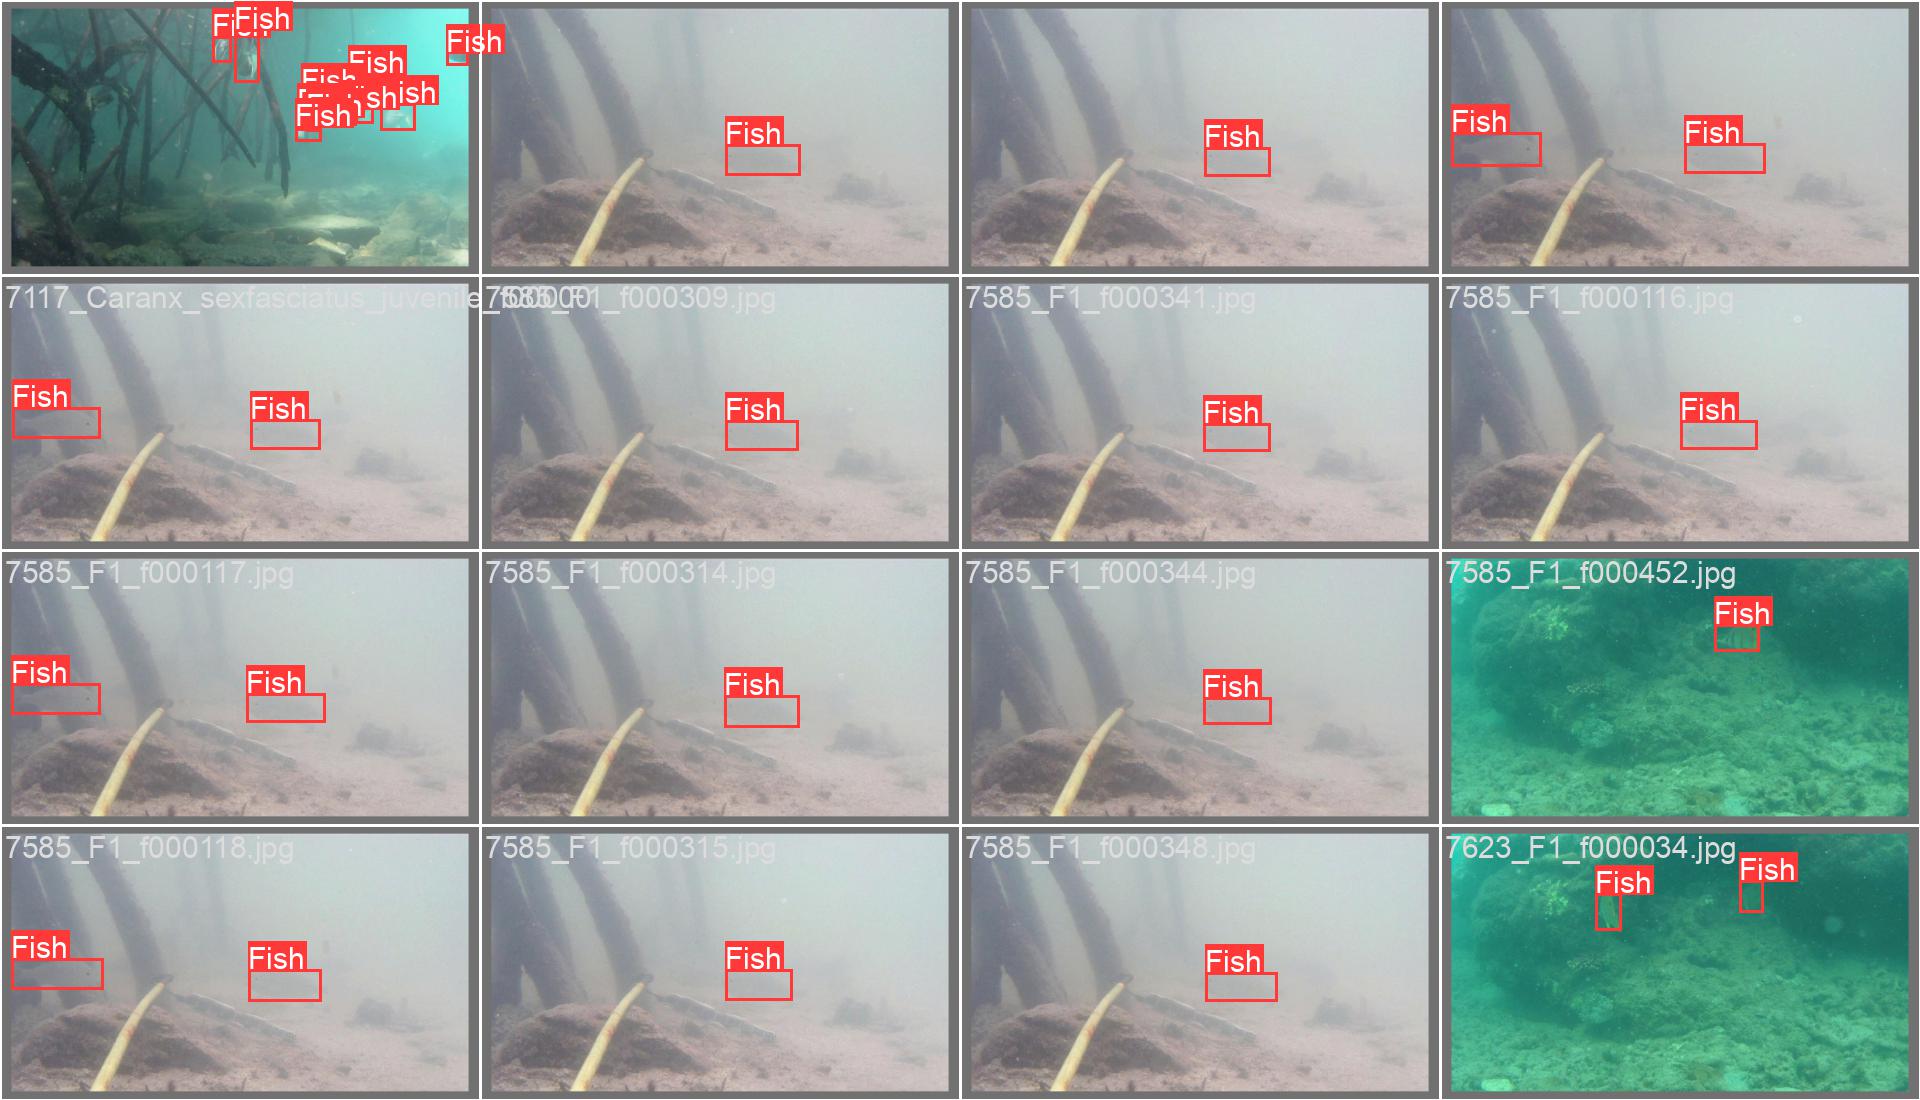 Fish
Fish
Fish
Fish
Fish
Fish
Fish
Fish
Fish
7117_Caranx_sexfasciatus_juvenile
7585_F1_f000309.jpg
7585_F1_f000341.jpg
7585_F1_f000116.jpg
Fish
Fish
Fish
Fish
Fish
7585_F1_f000117.jpg
7585_F1_f000314.jpg
7585_F1_f000344.jpg
7585_F1_f000452.jpg
Fish
Fish
Fish
Fish
Fish
7585_F1_f000118.jpg
7585_F1_f000315.jpg
7585_F1_f000348.jpg
7623_F1_f000034.jpg
Fish
Fish
Fish
Fish
Fish
Fish